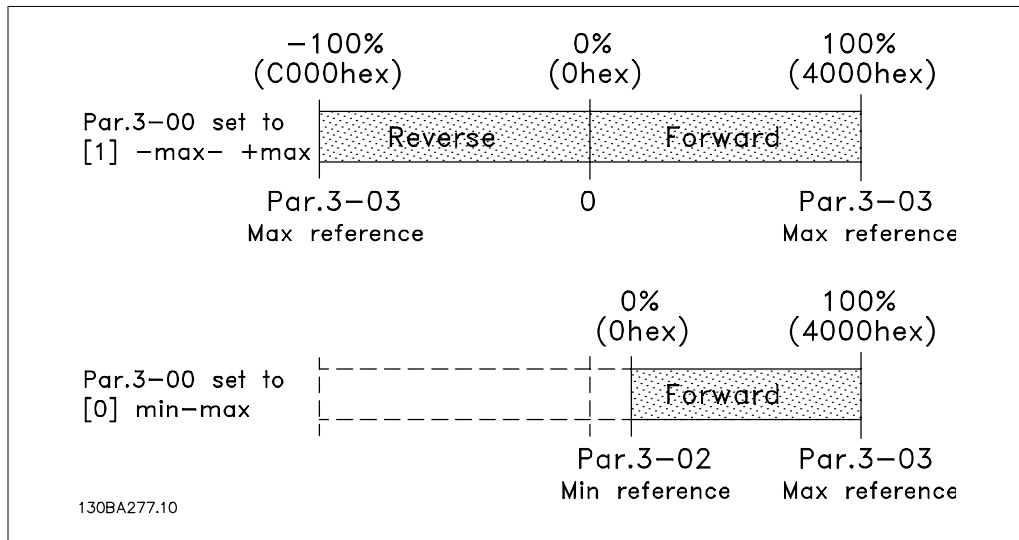 -100% 0% 100%
(C000hex) (0hex) (4000hex)
Par.3-00 set to
[1] -max- +max
Reverse Forward
Par.3-03 0 Par.3-03
Max reference Max reference
0% 100%
(0hex) (4000hex)
Par.3-00 set to
[0] min-max
Forward
Par.3-02 Par.3-03
Min reference Max reference
130BA277.10